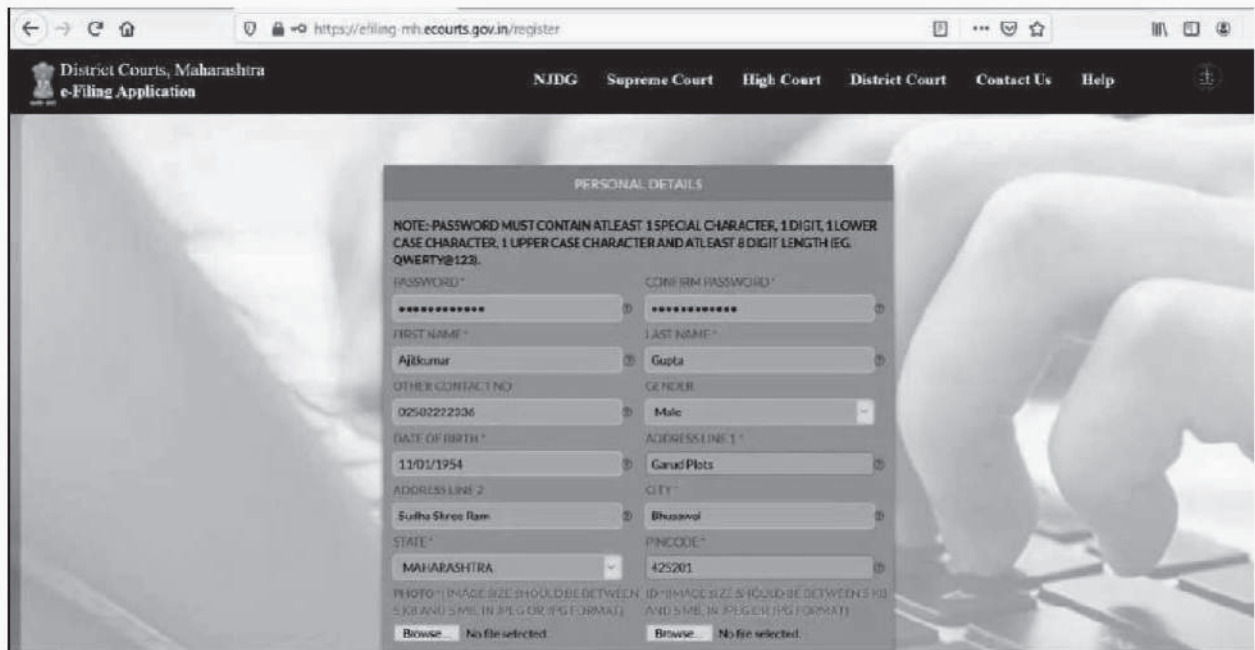 https://efiling-mh.ecourts.gov.in/register
District Courts, Maharashtra
e-Filing Application
NJDG Supreme Court High Court District Court Contact Us Help
PERSONAL DETAILS
NOTE:-PASSWORD MUST CONTAIN ATLEAST 1 SPECIAL CHARACTER, 1 DIGIT, 1 LOWER
CASE CHARACTER, 1 UPPER CASE CHARACTER AND ATLEAST 8 DIGIT LENGTH (EG.
QWERTY@123).
PASSWORD * CONFIRM PASSWORD *
•••••••••••• ••••••••••••
FIRST NAME * LAST NAME *
Ajitkumar Gupta
OTHER CONTACT NO GENDER
02502222336 Male
DATE OF BIRTH * ADDRESS LINE 1 *
11/01/1954 Garud Plots
ADDRESS LINE 2 CITY *
Sudha Shree Ram Bhusawal
STATE * PINCODE *
MAHARASHTRA 425201
PHOTO * (IMAGE SIZE SHOULD BE BETWEEN ID * (IMAGE SIZE SHOULD BE BETWEEN 5 KB
5 KB AND 5 MB, IN JPEG OR JPG FORMAT) AND 5 MB, IN JPEG OR JPG FORMAT)
Browse... No file selected. Browse... No file selected.